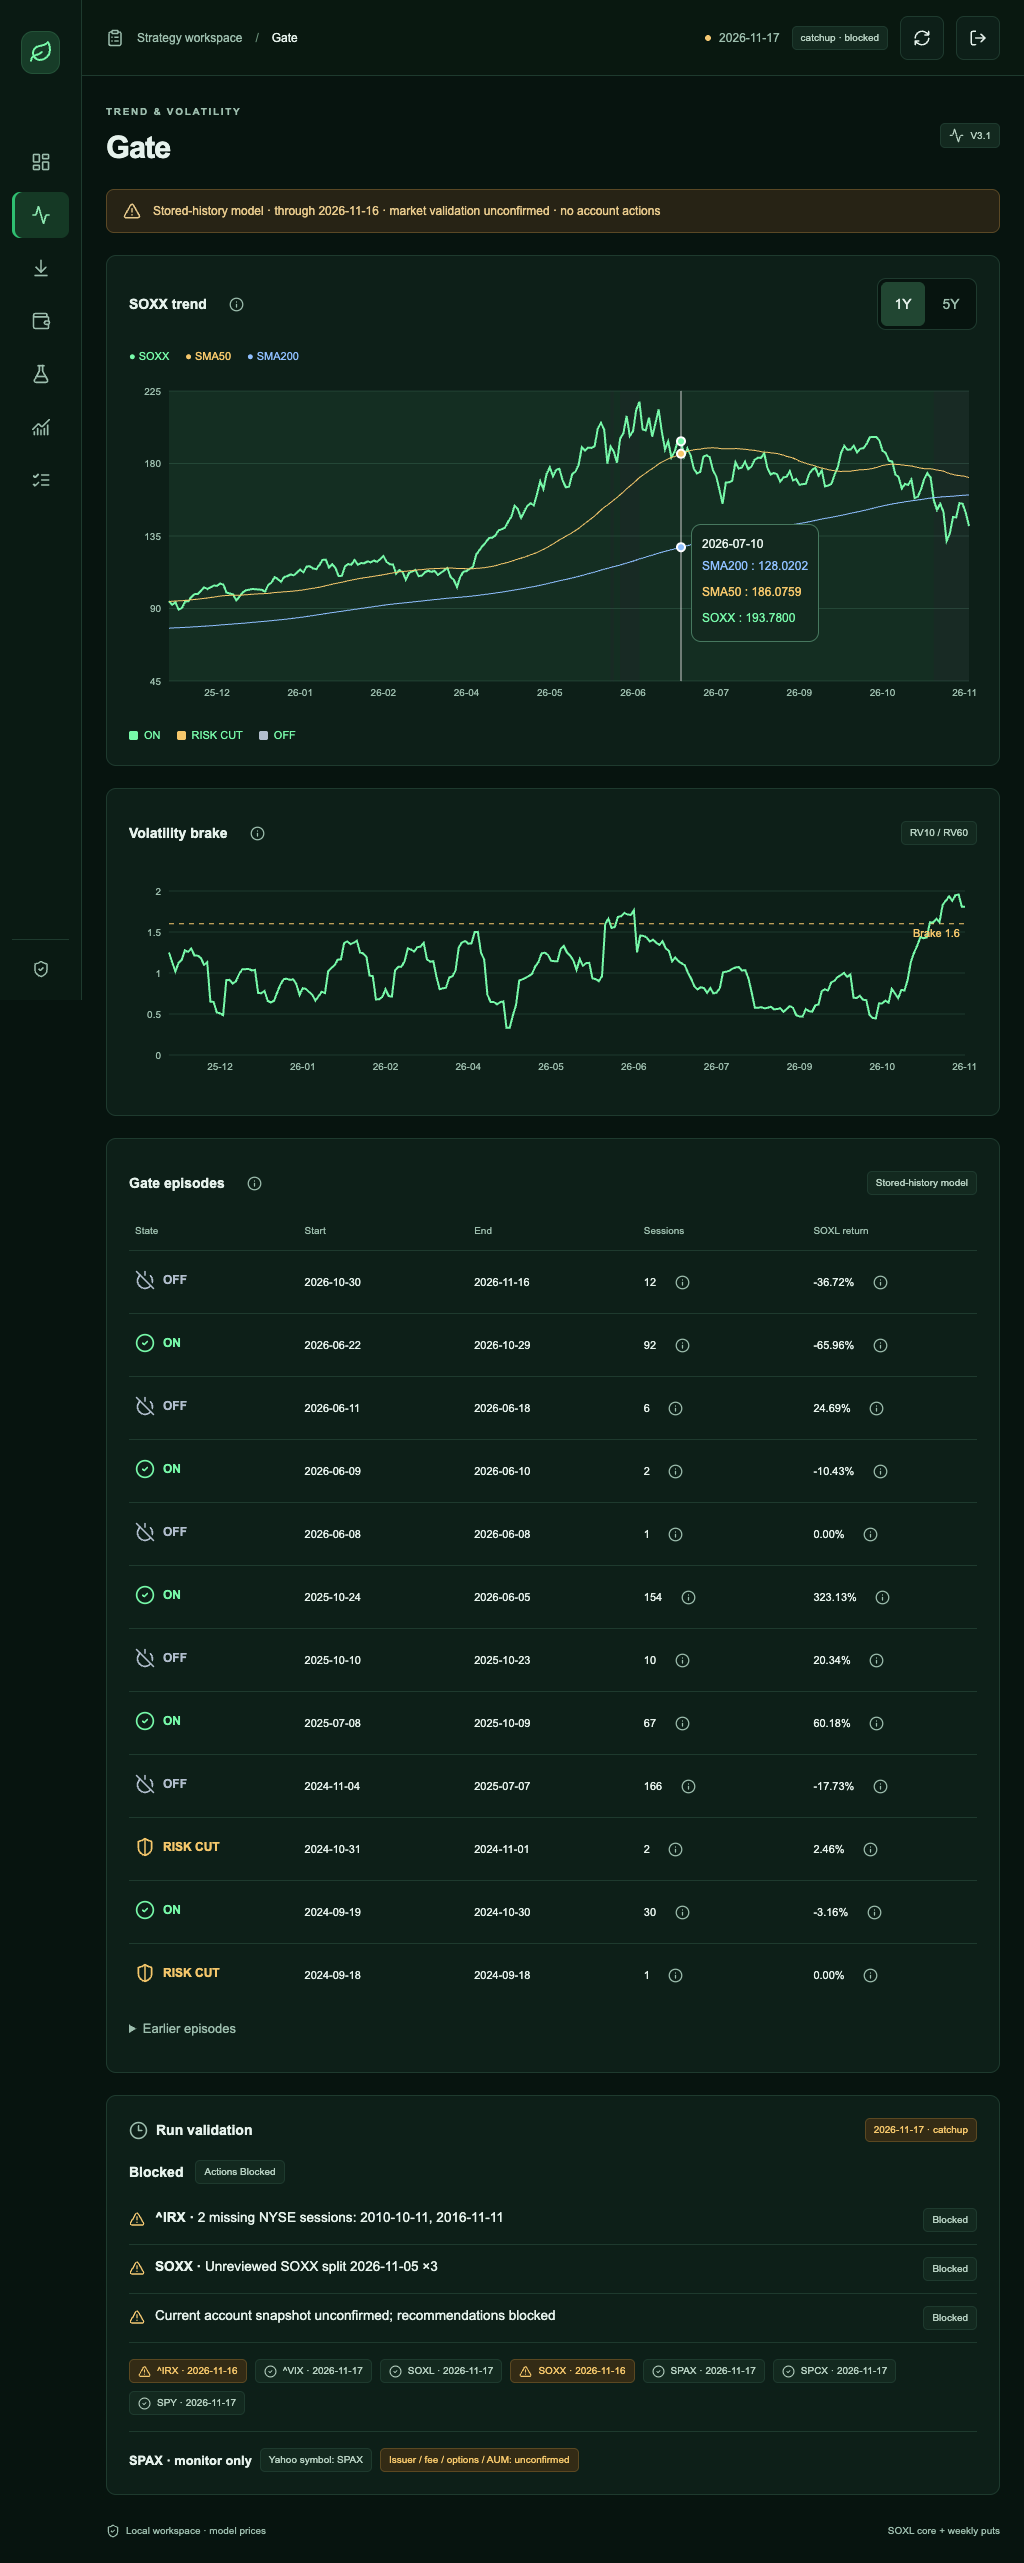 Strategy workspace / Gate
2026-11-17
catchup · blocked
TREND & VOLATILITY
Gate
V3.1
Stored-history model · through 2026-11-16 · market validation unconfirmed · no account actions
SOXX trend
1Y
5Y
SOXX SMA50 SMA200
225
180
135
90
45
2026-07-10
SMA200 : 128.0202
SMA50 : 186.0759
SOXX : 193.7800
25-12 26-01 26-02 26-04 26-05 26-06 26-07 26-09 26-10 26-11
ON RISK CUT OFF
Volatility brake
RV10 / RV60
2
1.5
1
0.5
0
Brake 1.6
25-12 26-01 26-02 26-04 26-05 26-06 26-07 26-09 26-10 26-11
Gate episodes
Stored-history model
State Start End Sessions SOXL return
OFF 2026-10-30 2026-11-16 12 -36.72%
ON 2026-06-22 2026-10-29 92 -65.96%
OFF 2026-06-11 2026-06-18 6 24.69%
ON 2026-06-09 2026-06-10 2 -10.43%
OFF 2026-06-08 2026-06-08 1 0.00%
ON 2025-10-24 2026-06-05 154 323.13%
OFF 2025-10-10 2025-10-23 10 20.34%
ON 2025-07-08 2025-10-09 67 60.18%
OFF 2024-11-04 2025-07-07 166 -17.73%
RISK CUT 2024-10-31 2024-11-01 2 2.46%
ON 2024-09-19 2024-10-30 30 -3.16%
RISK CUT 2024-09-18 2024-09-18 1 0.00%
Earlier episodes
Run validation
2026-11-17 · catchup
Blocked
Actions Blocked
^IRX · 2 missing NYSE sessions: 2010-10-11, 2016-11-11
Blocked
SOXX · Unreviewed SOXX split 2026-11-05 ×3
Blocked
Current account snapshot unconfirmed; recommendations blocked
Blocked
^IRX · 2026-11-16
^VIX · 2026-11-17
SOXL · 2026-11-17
SOXX · 2026-11-16
SPAX · 2026-11-17
SPCX · 2026-11-17
SPY · 2026-11-17
SPAX · monitor only
Yahoo symbol: SPAX
Issuer / fee / options / AUM: unconfirmed
Local workspace · model prices
SOXL core + weekly puts